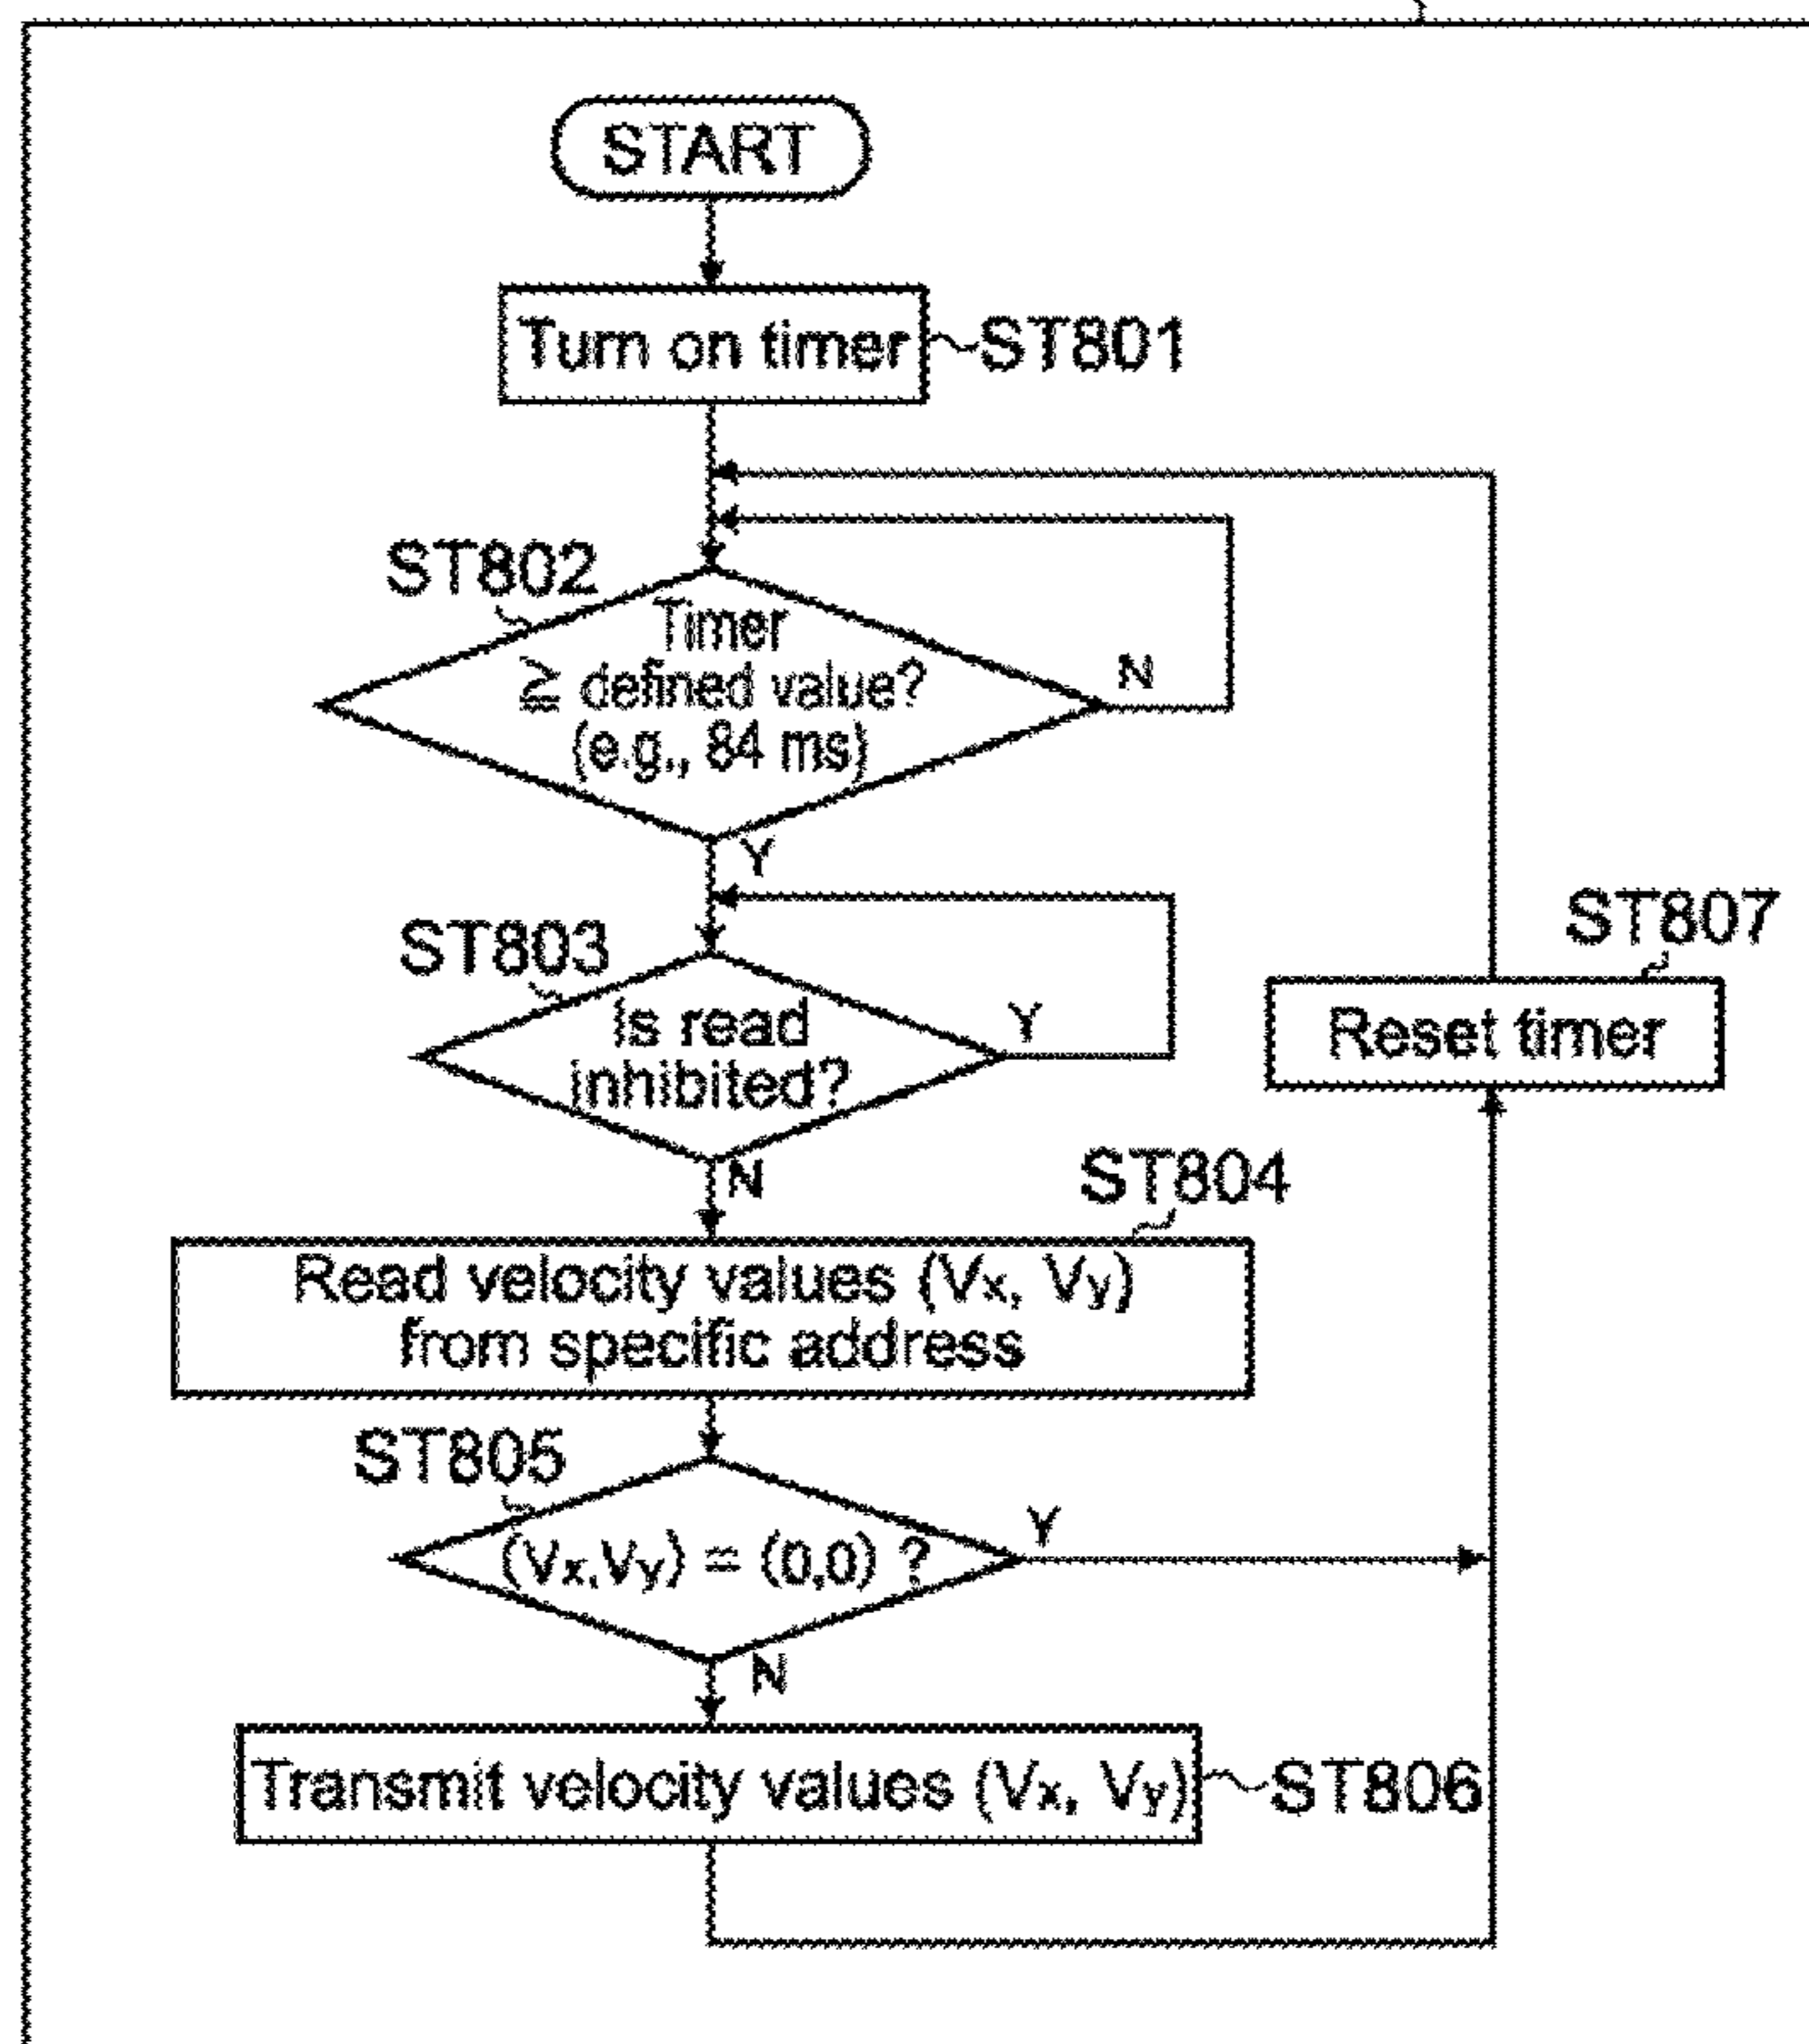 START
Turn on timer
ST801
ST802
Timer
≧ defined value?
(e.g., 84 ms)
N
Y
ST803
Is read
inhibited?
Y
N
ST807
Reset timer
ST804
Read velocity values (Vx, Vy)
from specific address
ST805
(Vx,Vy) = (0,0) ?
Y
N
Transmit velocity values (Vx, Vy)
ST806